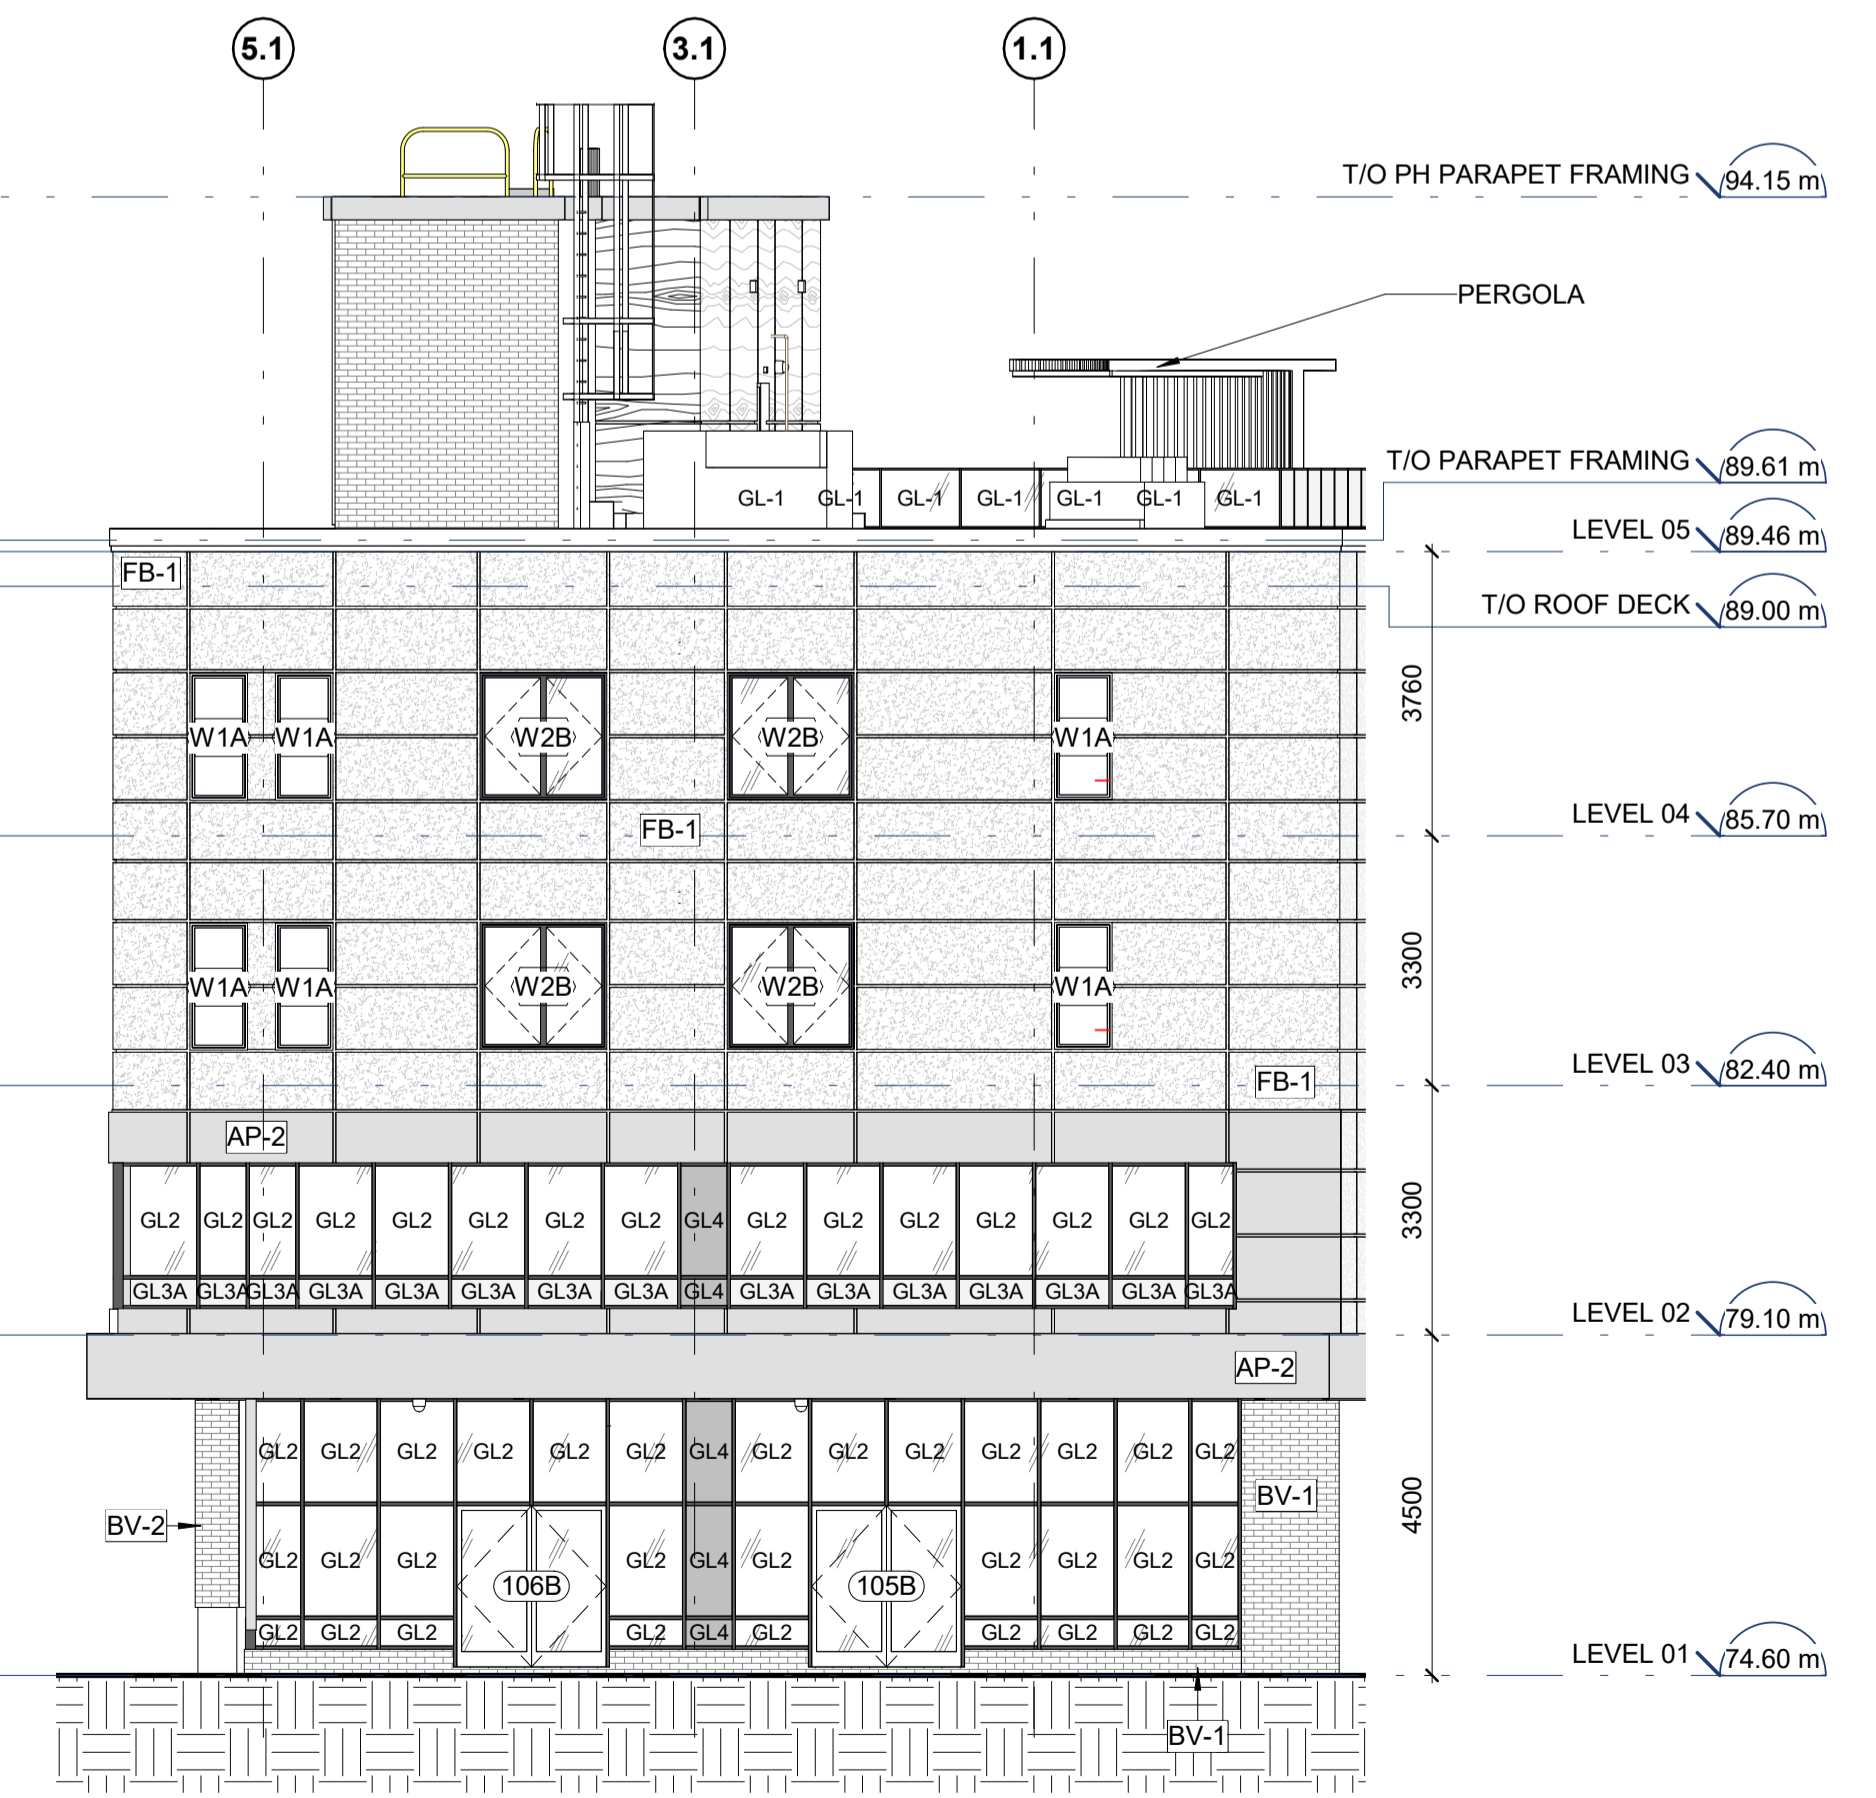 5.1 3.1 1.1
T/O PH PARAPET FRAMING 94.15 m
PERGOLA
T/O PARAPET FRAMING 89.61 m
GL-1 GL-1 GL-1 GL-1 GL-1 GL-1 GL-1
LEVEL 05 89.46 m
FB-1
T/O ROOF DECK 89.00 m
3760
W1A W1A W2B W2B W1A
LEVEL 04 85.70 m
FB-1
3300
W1A W1A W2B W2B W1A
LEVEL 03 82.40 m
FB-1
AP-2
3300
GL2 GL2 GL2 GL2 GL2 GL2 GL2 GL2 GL4 GL2 GL2 GL2 GL2 GL2 GL2 GL2
GL3A GL3A GL3A GL3A GL3A GL3A GL3A GL3A GL4 GL3A GL3A GL3A GL3A GL3A GL3A GL3A
LEVEL 02 79.10 m
AP-2
GL2 GL2 GL2 GL2 GL2 GL2 GL4 GL2 GL2 GL2 GL2 GL2 GL2 GL2
BV-1
4500
BV-2
GL2 GL2 GL2 GL2 GL4 GL2 GL2 GL2 GL2 GL2
106B 105B
GL2 GL2 GL2 GL2 GL4 GL2 GL2 GL2 GL2 GL2
LEVEL 01 74.60 m
BV-1